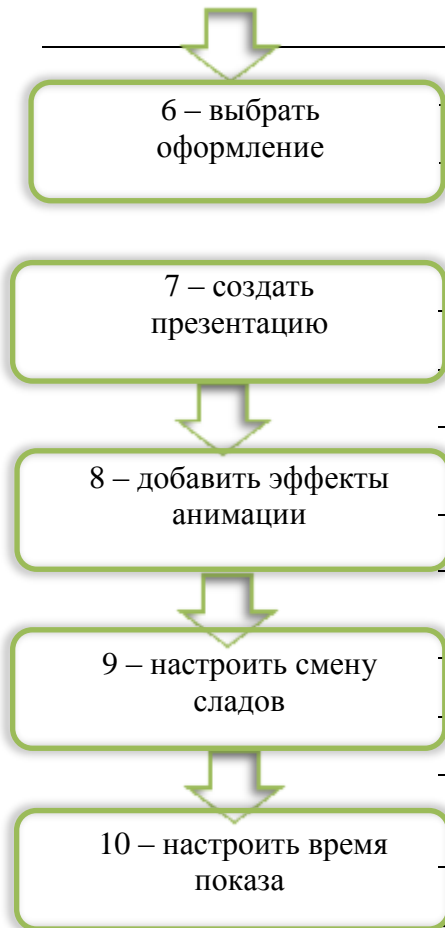 6 – выбрать
оформление
7 – создать
презентацию
8 – добавить эффекты
анимации
9 – настроить смену
сладов
10 – настроить время
показа